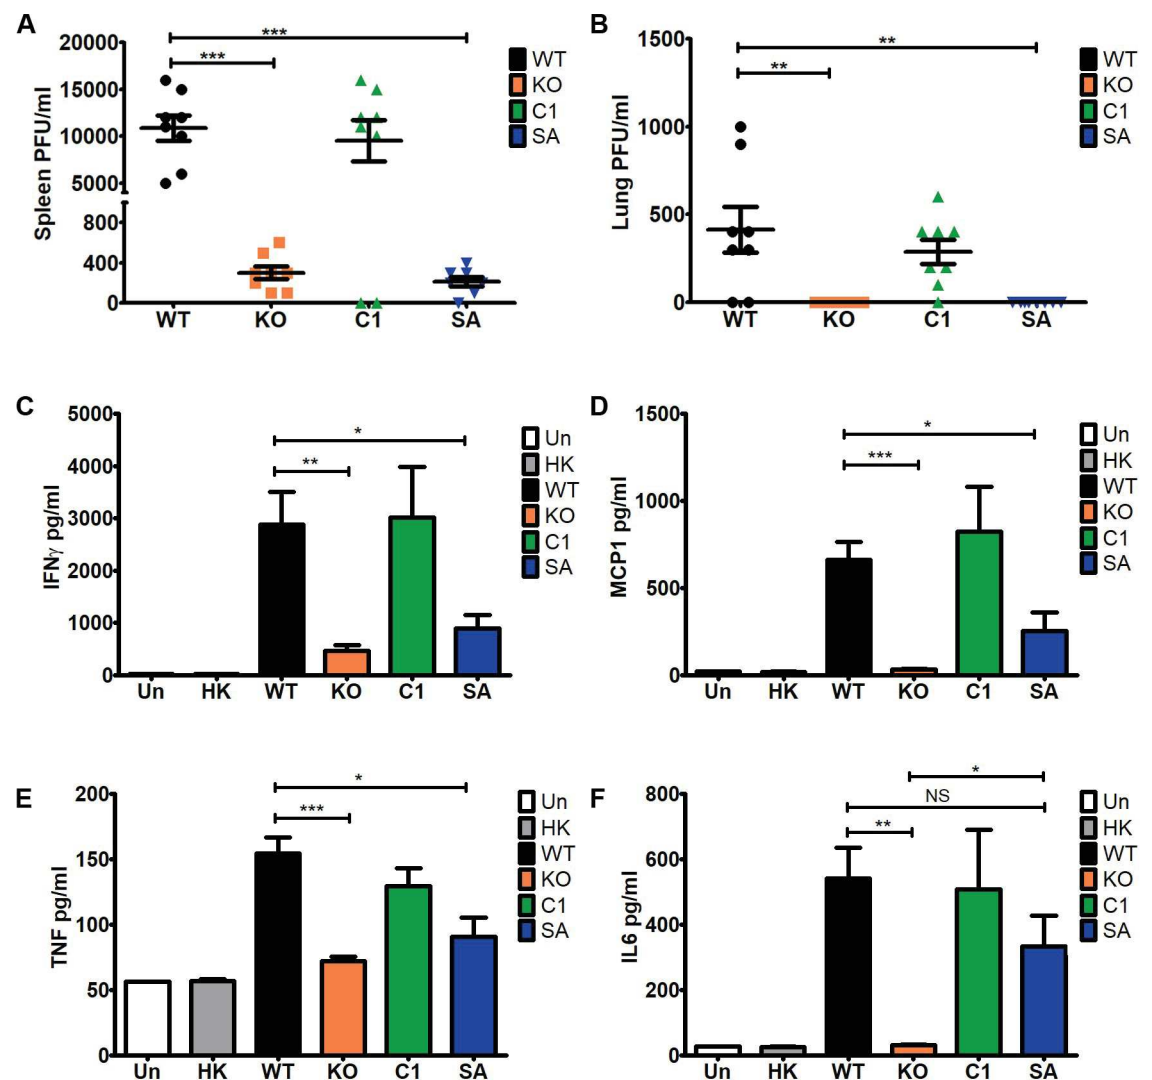 A
Spleen PFU/ml
20000
15000
10000
5000
800
400
0
***
***
WT
KO
C1
SA
WT
KO
C1
SA
B
Lung PFU/ml
1500
1000
500
0
**
**
WT
KO
C1
SA
WT
KO
C1
SA
C
IFNγ pg/ml
5000
4000
3000
2000
1000
0
*
**
Un
HK
WT
KO
C1
SA
Un
HK
WT
KO
C1
SA
D
MCP1 pg/ml
1500
1000
500
0
*
***
Un
HK
WT
KO
C1
SA
Un
HK
WT
KO
C1
SA
E
TNF pg/ml
200
150
100
50
0
*
***
Un
HK
WT
KO
C1
SA
Un
HK
WT
KO
C1
SA
F
IL6 pg/ml
800
600
400
200
0
*
NS
**
Un
HK
WT
KO
C1
SA
Un
HK
WT
KO
C1
SA